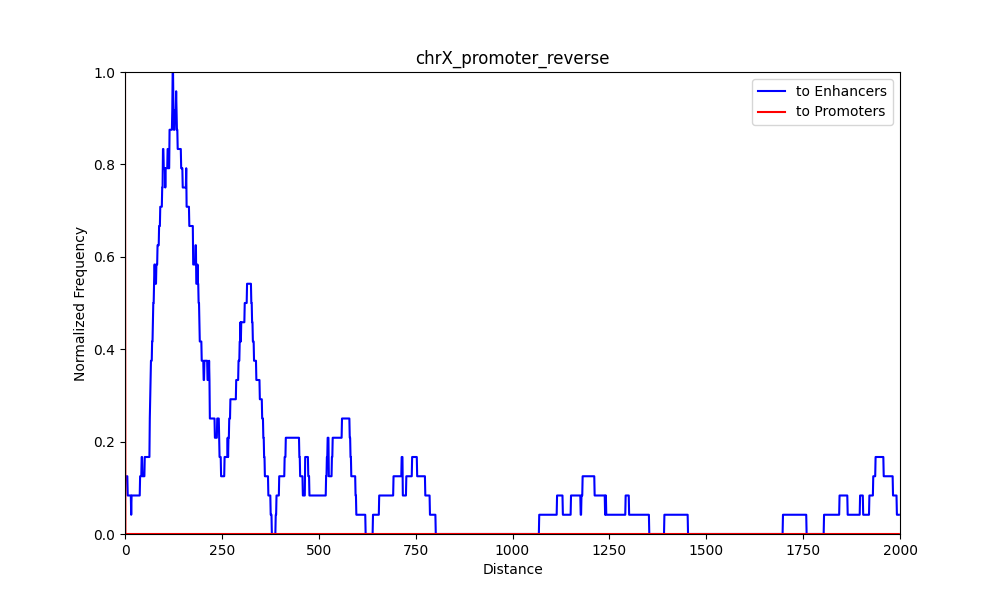 chrX_promoter_reverse
to Enhancers
to Promoters
Normalized Frequency
1.0
0.8
0.6
0.4
0.2
0.0
0 250 500 750 1000 1250 1500 1750 2000
Distance